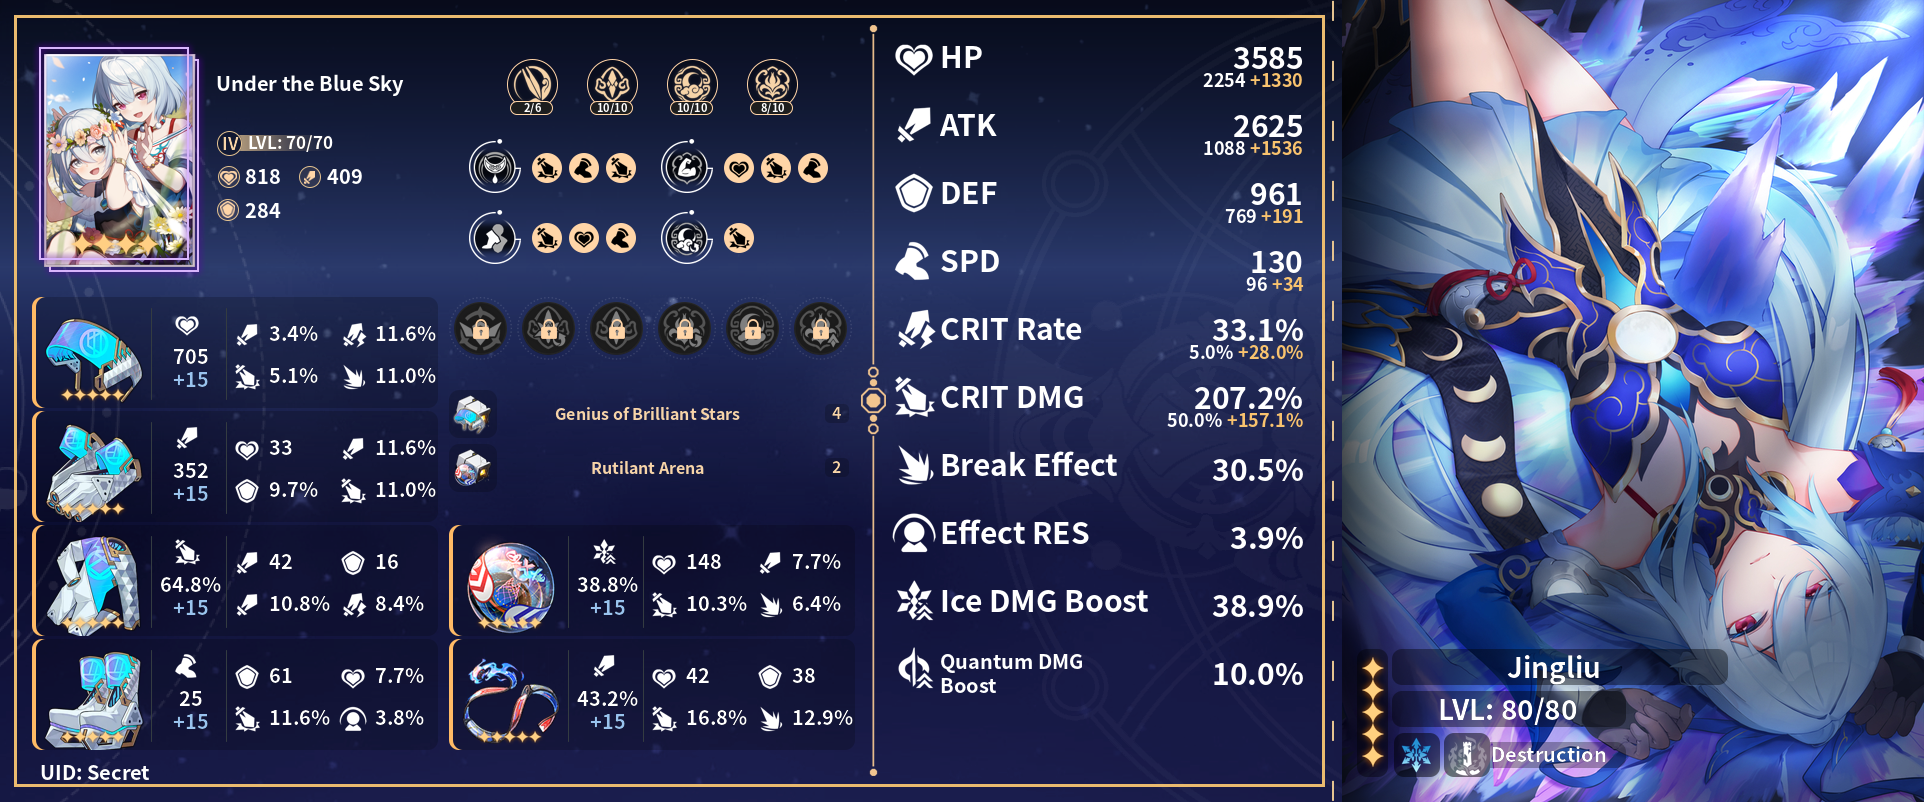 Under the Blue Sky
IV LVL: 70/70
818 409
284
2/6 10/10 10/10 8/10
705
+15
3.4% 11.6%
5.1% 11.0%
352
+15
33 11.6%
9.7% 11.0%
64.8%
+15
42 16
10.8% 8.4%
25
+15
61 7.7%
11.6% 3.8%
Genius of Brilliant Stars 4
Rutilant Arena 2
38.8%
+15
148 7.7%
10.3% 6.4%
43.2%
+15
42 38
16.8% 12.9%
UID: Secret
HP 3585
2254 +1330
ATK 2625
1088 +1536
DEF 961
769 +191
SPD 130
96 +34
CRIT Rate 33.1%
5.0% +28.0%
CRIT DMG 207.2%
50.0% +157.1%
Break Effect 30.5%
Effect RES 3.9%
Ice DMG Boost 38.9%
Quantum DMG
Boost 10.0%
Jingliu
LVL: 80/80
Destruction